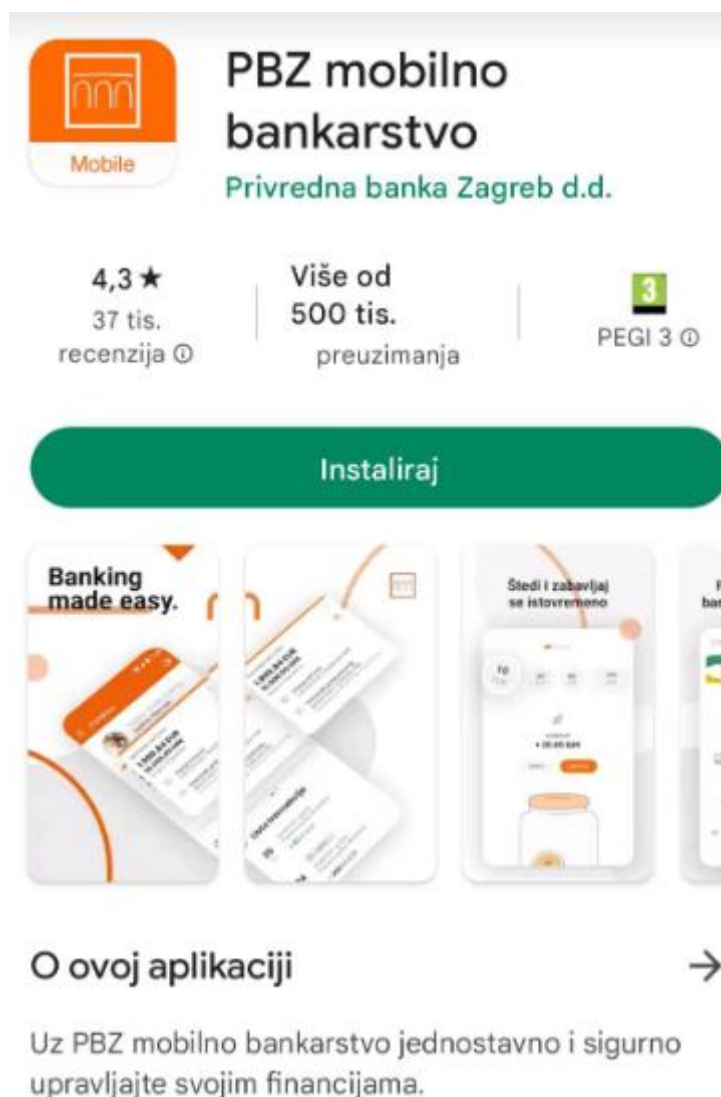 PBZ mobilno
bankarstvo
Mobile
Privredna banka Zagreb d.d.
4,3 ★
37 tis.
recenzija
Više od
500 tis.
preuzimanja
3
PEGI 3
Instaliraj
Banking
made easy.
Štedi i zabavljaj
se istovremeno
O ovoj aplikaciji
Uz PBZ mobilno bankarstvo jednostavno i sigurno
upravljajte svojim financijama.